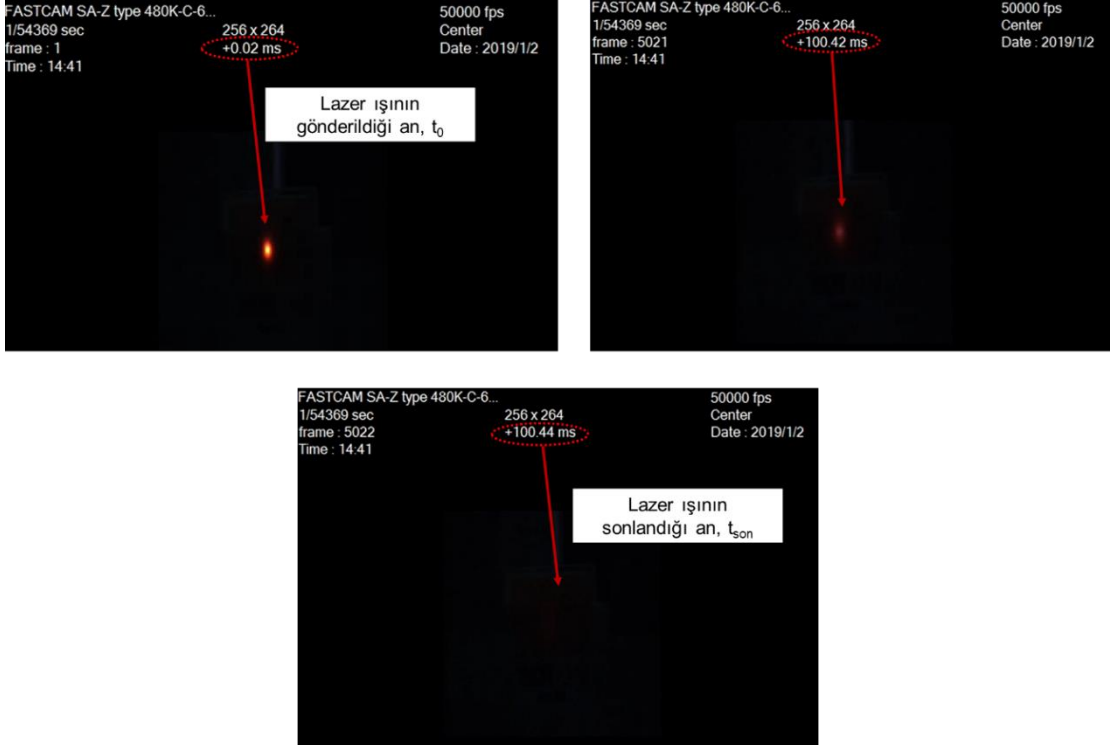 FASTCAM SA-Z type 480K-C-6...
50000 fps
1/54369 sec
256 x 264
Center
frame : 1
+0.02 ms
Date : 2019/1/2
Time : 14:41
Lazer ışının
gönderildiği an, t0
FASTCAM SA-Z type 480K-C-6...
50000 fps
1/54369 sec
256 x 264
Center
frame : 5021
+100.42 ms
Date : 2019/1/2
Time : 14:41
FASTCAM SA-Z type 480K-C-6...
50000 fps
1/54369 sec
256 x 264
Center
frame : 5022
+100.44 ms
Date : 2019/1/2
Time : 14:41
Lazer ışının
sonlandığı an, tson